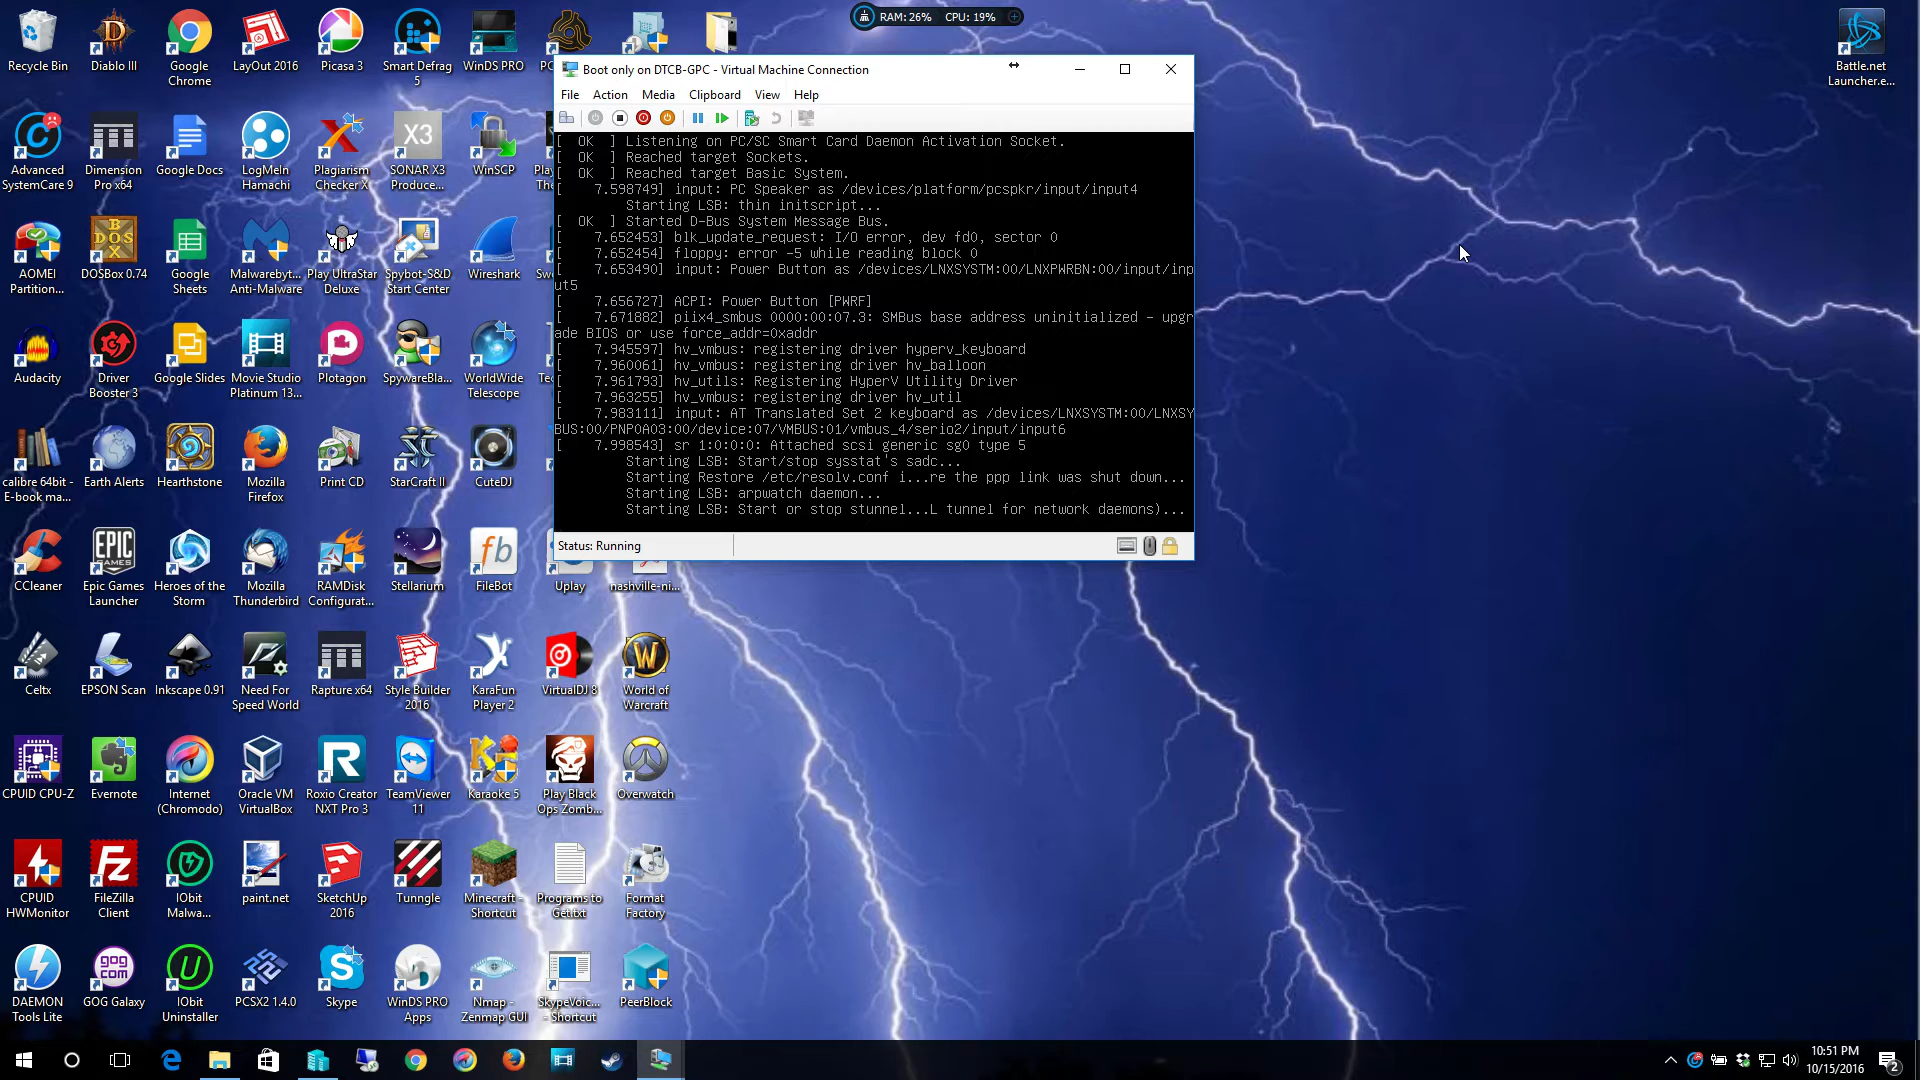 RAM: 26% CPU: 19%
Recycle Bin
Diablo III
Google
Chrome
LayOut 2016
Picasa 3
Smart Defrag
5
WinDS PRO
Battle.net
Launcher.e...
Boot only on DTCB-GPC - Virtual Machine Connection
File Action Media Clipboard View Help
[  OK  ] Listening on PC/SC Smart Card Daemon Activation Socket.
[  OK  ] Reached target Sockets.
[  OK  ] Reached target Basic System.
[    7.598749] input: PC Speaker as /devices/platform/pcspkr/input/input4
Starting LSB: thin initscript...
[  OK  ] Started D-Bus System Message Bus.
[    7.652453] blk_update_request: I/O error, dev fd0, sector 0
[    7.652454] floppy: error -5 while reading block 0
[    7.653490] input: Power Button as /devices/LNXSYSTM:00/LNXPWRBN:00/input/inp
ut5
[    7.656727] ACPI: Power Button [PWRF]
[    7.671882] piix4_smbus 0000:00:07.3: SMBus base address uninitialized - upgr
ade BIOS or use force_addr=0xaddr
[    7.945597] hv_vmbus: registering driver hyperv_keyboard
[    7.960061] hv_vmbus: registering driver hv_balloon
[    7.961793] hv_utils: Registering HyperV Utility Driver
[    7.963255] hv_vmbus: registering driver hv_util
[    7.983111] input: AT Translated Set 2 keyboard as /devices/LNXSYSTM:00/LNXSY
BUS:00/PNP0A03:00/device:07/VMBUS:01/vmbus_4/serio2/input/input6
[    7.998543] sr 1:0:0:0: Attached scsi generic sg0 type 5
Starting LSB: Start/stop sysstat's sadc...
Starting Restore /etc/resolv.conf i...re the ppp link was shut down...
Starting LSB: arpwatch daemon...
Starting LSB: Start or stop stunnel...L tunnel for network daemons)...
Status: Running
Advanced
SystemCare 9
Dimension
Pro x64
Google Docs
LogMeIn
Hamachi
Plagiarism
Checker X
X3
SONAR X3
Produce...
WinSCP
AOMEI
Partition...
BOX
DOS
DOSBox 0.74
Google
Sheets
Malwarebyt...
Anti-Malware
Play UltraStar
Deluxe
Spybot-S&D
Start Center
Wireshark
Audacity
Driver
Booster 3
Google Slides
Movie Studio
Platinum 13...
Plotagon
SpywareBla...
WorldWide
Telescope
calibre 64bit -
E-book ma...
Earth Alerts
Hearthstone
Mozilla
Firefox
Print CD
StarCraft II
CuteDJ
CCleaner
EPIC
GAMES
Epic Games
Launcher
Heroes of the
Storm
Mozilla
Thunderbird
RAMDisk
Configurat...
Stellarium
fb
FileBot
Uplay
nashville-ni...
Celtx
EPSON Scan
Inkscape 0.91
Need For
Speed World
Rapture x64
Style Builder
2016
KaraFun
Player 2
VirtualDJ 8
W
World of
Warcraft
CPUID CPU-Z
Evernote
Internet
(Chromodo)
Oracle VM
VirtualBox
R
Roxio Creator
NXT Pro 3
TeamViewer
11
Karaoke 5
Play Black
Ops Zomb...
Overwatch
CPUID
HWMonitor
Fz
FileZilla
Client
IObit
Malwa...
paint.net
SketchUp
2016
Tunngle
Minecraft -
Shortcut
Programs to
Get.txt
Format
Factory
DAEMON
Tools Lite
gog
com
GOG Galaxy
U
IObit
Uninstaller
PCSX2 1.4.0
S
Skype
WinDS PRO
Apps
Nmap -
Zenmap GUI
SkypeVoic...
- Shortcut
PeerBlock
10:51 PM
10/15/2016
2